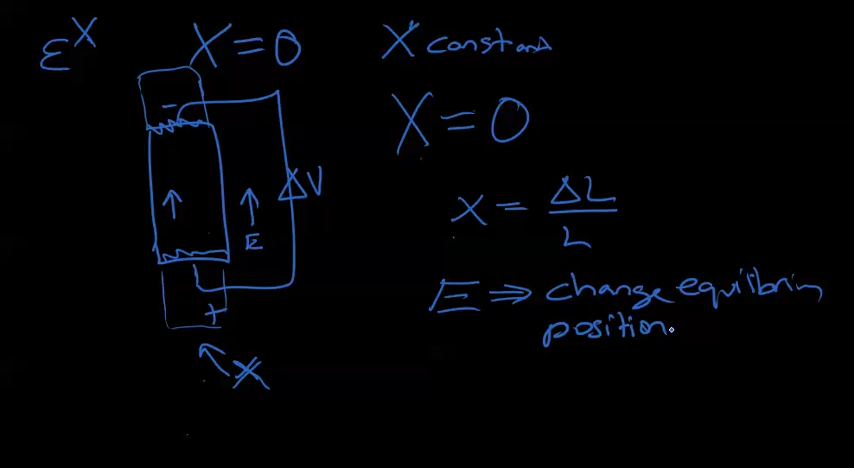 ε^X X = 0 X constant
X = 0
-
ΔV
x = ΔL/L
E
E ⇒ change equilibrium
position
+
X